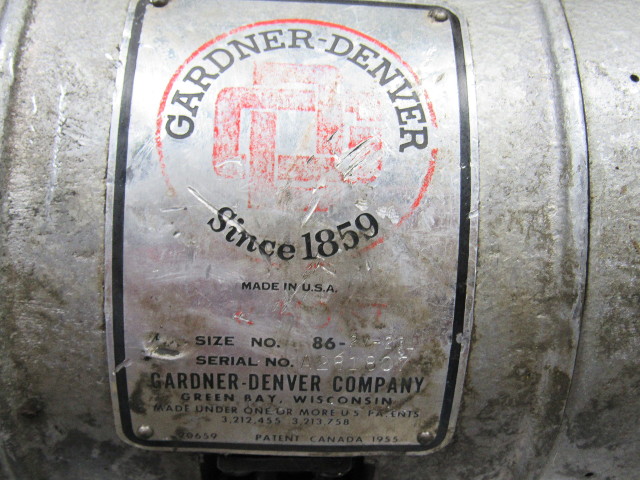 GARDNER-DENVER
Since 1859
MADE IN U.S.A.
SIZE NO. 86-
SERIAL NO.
GARDNER-DENVER COMPANY
GREEN BAY, WISCONSIN
MADE UNDER ONE OR MORE U.S. PATENTS
3,212,455 3,213,758
20659 PATENT CANADA 1955